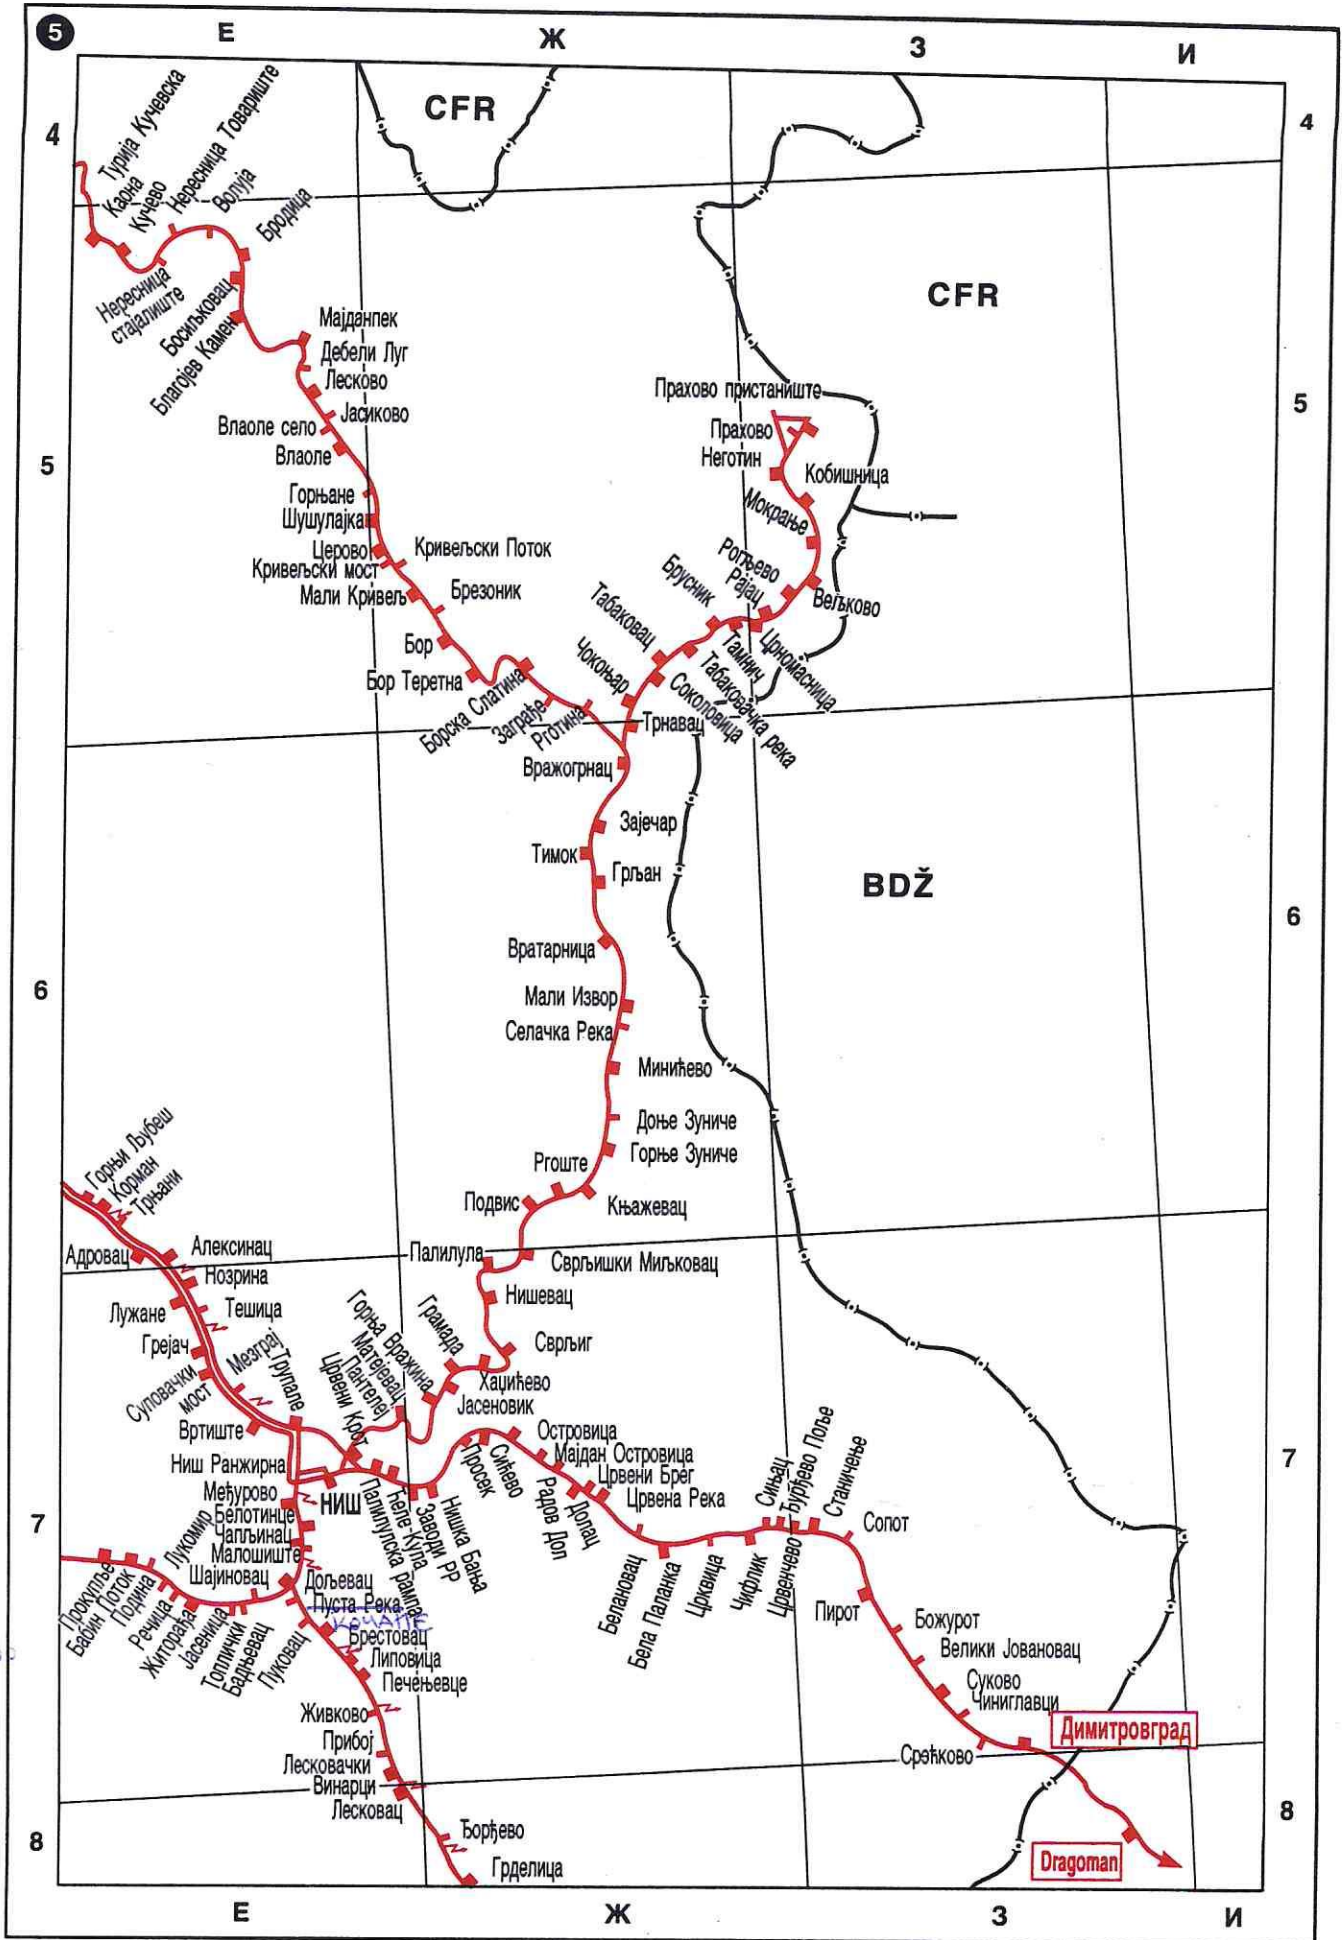 5
Е
Ж
З
И
4
CFR
4
Турија Кучевска
Каона
Кучево
Нересница Товариште
Волуја
Бродица
Нересница
стајалиште
Босиљковац
Благојев Камен
Мајданпек
Дебели Луг
Лесково
Јасиково
Влаоле село
Влаоле
CFR
Прахово пристаниште
Прахово
Неготин
Кобишница
Мокрање
5
5
Горњане
Шушулајка
Церово
Кривељски Поток
Кривељски мост
Мали Кривељ
Брезоник
Бор
Бор Теретна
Борска Слатина
Заграђе
Рготина
Рогљево
Рајац
Вељково
Брусник
Црномасница
Тамнич
Табаковачка река
Табаковац
Соколовица
Чокоњар
Трнавац
Вражогрнац
Зајечар
Тимок
Грљан
BDŽ
6
Вратарница
6
Мали Извор
Селачка Река
Минићево
Доње Зуниче
Горње Зуниче
Ргоште
Књажевац
Подвис
Палилула
Сврљишки Миљковац
Нишевац
Сврљиг
Грамада
Хаџићево
Јасеновик
Горња Вражина
Матејевац
Пантелеј
Црвени Крст
Горњи Љубеш
Корман
Трњани
Адровац
Алексинац
Нозрина
Лужане
Тешица
Грејач
Мезграј
Суповачки
мост
Трупале
Вртиште
Ниш Ранжирна
НИШ
Међурово
Белотинце
Чапљинац
Малошиште
Шајиновац
7
7
Палилулска рампа
Ћеле-Кула
Заводи РР
Нишка Бања
Просек
Сићево
Островица
Мајдан Островица
Црвени Брег
Црвена Река
Радов Дол
Долац
Белановац
Бела Паланка
Црквица
Чифлик
Црвенчево
Сињац
Ђурђево Поље
Станичење
Сопот
Пирот
Божурот
Велики Јовановац
Суково
Чиниглавци
Срећково
Димитровград
Dragoman
Прокупље
Бабин Поток
Подина
Лукомир
Речица
Житорађа
Јасеница
Топлички
Бадњевац
Дољевац
Пуста Река
КОЧАНЕ
Пуковац
Брестовац
Липовица
Печењевце
Живково
Прибој
Лесковачки
Винарци
Лесковац
8
8
Ђорђево
Грделица
Е
Ж
З
И